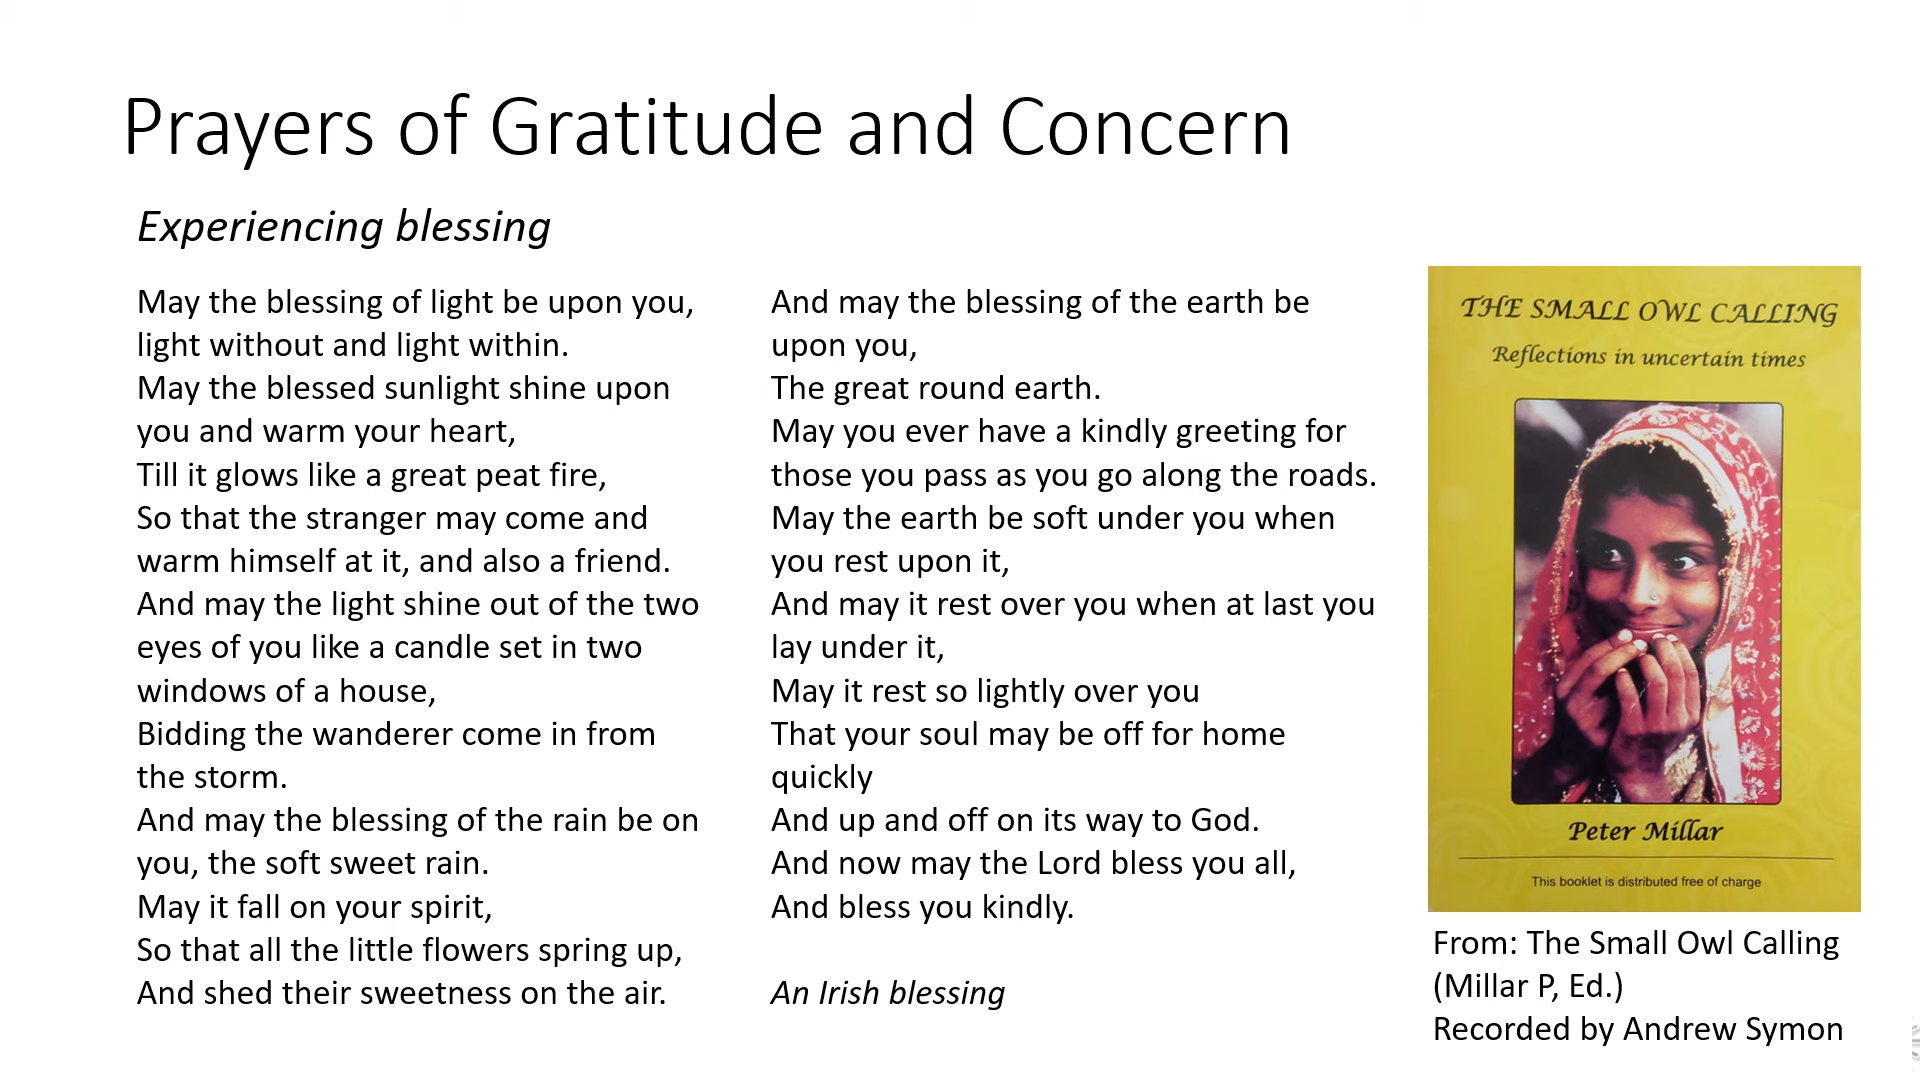 Prayers of Gratitude and Concern
Experiencing blessing
May the blessing of light be upon you,
light without and light within.
May the blessed sunlight shine upon
you and warm your heart,
Till it glows like a great peat fire,
So that the stranger may come and
warm himself at it, and also a friend.
And may the light shine out of the two
eyes of you like a candle set in two
windows of a house,
Bidding the wanderer come in from
the storm.
And may the blessing of the rain be on
you, the soft sweet rain.
May it fall on your spirit,
So that all the little flowers spring up,
And shed their sweetness on the air.
And may the blessing of the earth be
upon you,
The great round earth.
May you ever have a kindly greeting for
those you pass as you go along the roads.
May the earth be soft under you when
you rest upon it,
And may it rest over you when at last you
lay under it,
May it rest so lightly over you
That your soul may be off for home
quickly
And up and off on its way to God.
And now may the Lord bless you all,
And bless you kindly.
An Irish blessing
THE SMALL OWL CALLING
Reflections in uncertain times
Peter Millar
This booklet is distributed free of charge
From: The Small Owl Calling
(Millar P, Ed.)
Recorded by Andrew Symon